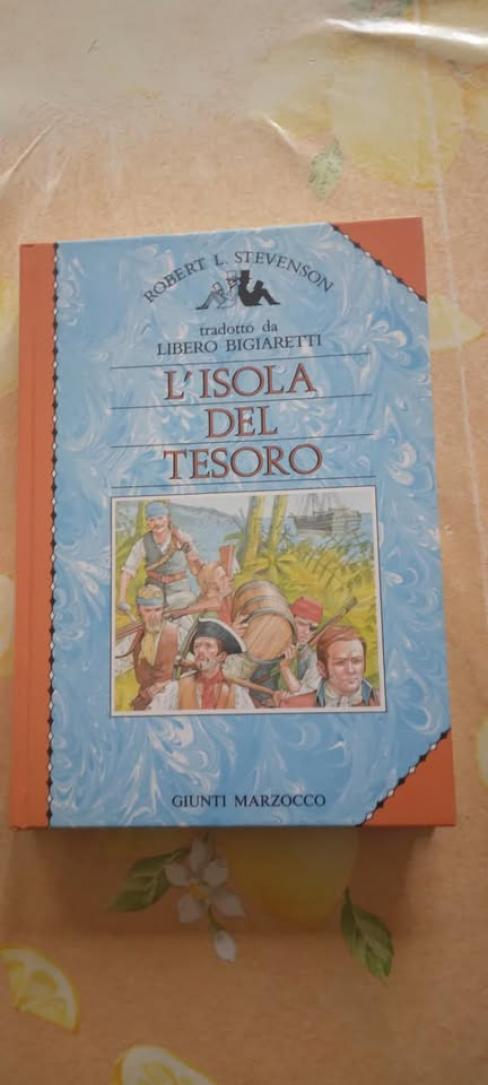 ROBERT L. STEVENSON
tradotto da
LIBERO BIGIARETTI
L'ISOLA
DEL
TESORO
GIUNTI MARZOCCO